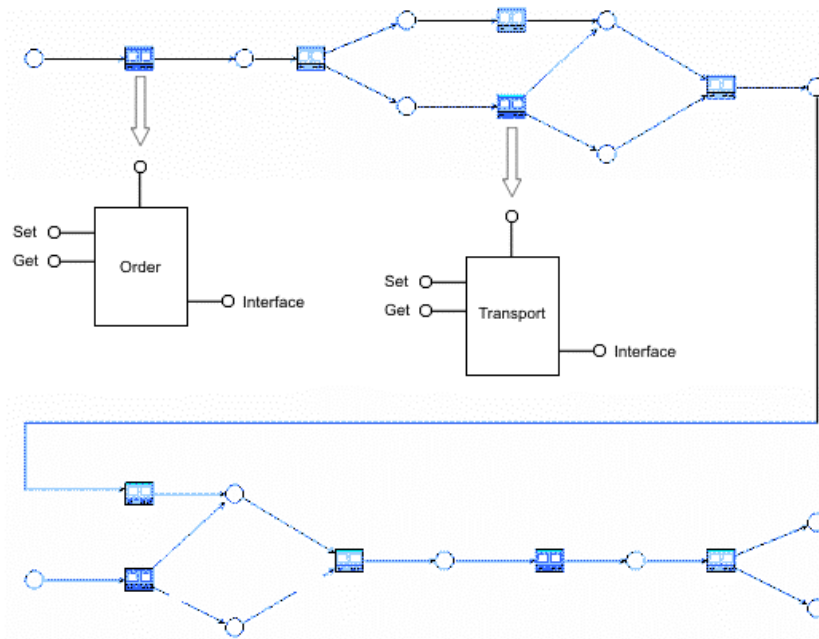 Set
Get
Order
Interface
Set
Get
Transport
Interface